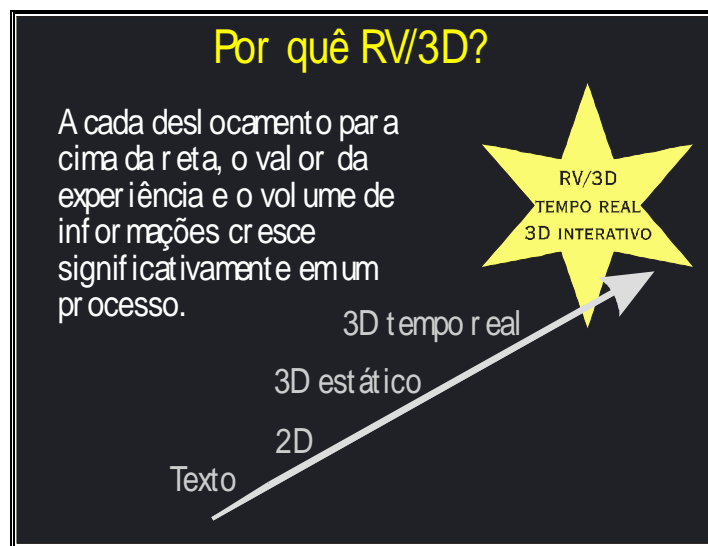 Por quê RV/3D?
A cada deslocamento para
cima da reta, o valor da
experiência e o volume de
informações cresce
significativamente em um
processo.
RV/3D
TEMPO REAL
3D INTERATIVO
3D tempo real
3D estático
2D
Texto